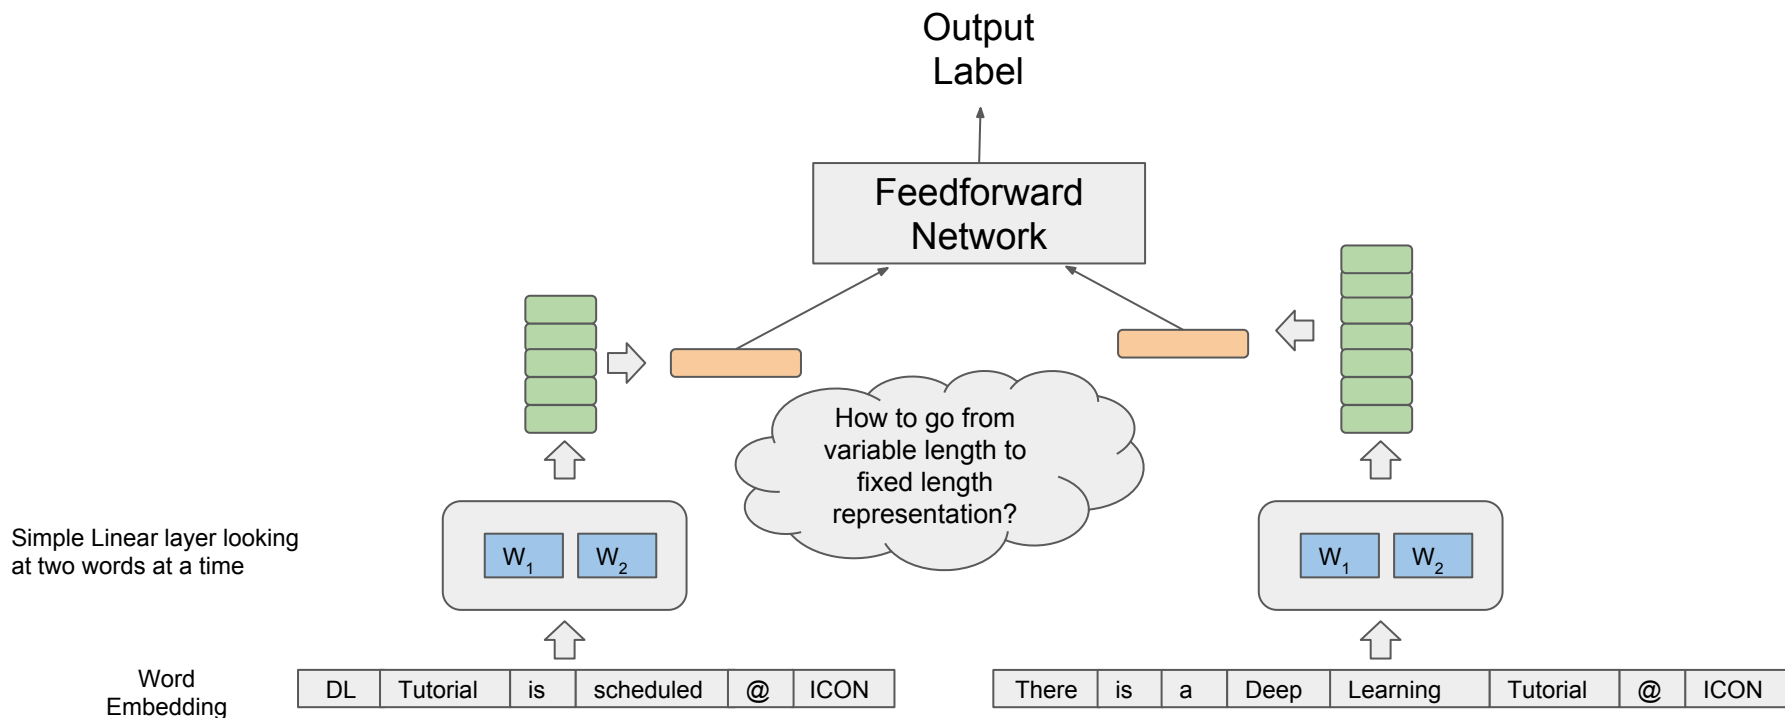 Output
Label
Feedforward
Network
How to go from
variable length to
fixed length
representation?
Simple Linear layer looking
at two words at a time
W1 W2
W1 W2
Word
Embedding
DL Tutorial is scheduled @ ICON
There is a Deep Learning Tutorial @ ICON